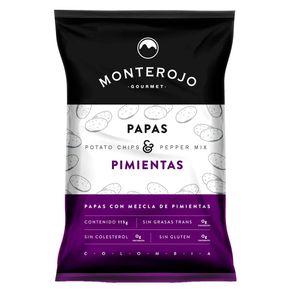 MONTEROJO
GOURMET
PAPAS
POTATO CHIPS & PEPPER MIX
PIMIENTAS
PAPAS CON MEZCLA DE PIMIENTAS
CONTENIDO 115g SIN GRASAS TRANS 0g
SIN COLESTEROL 0g SIN GLUTEN 0g
COLOMBIA